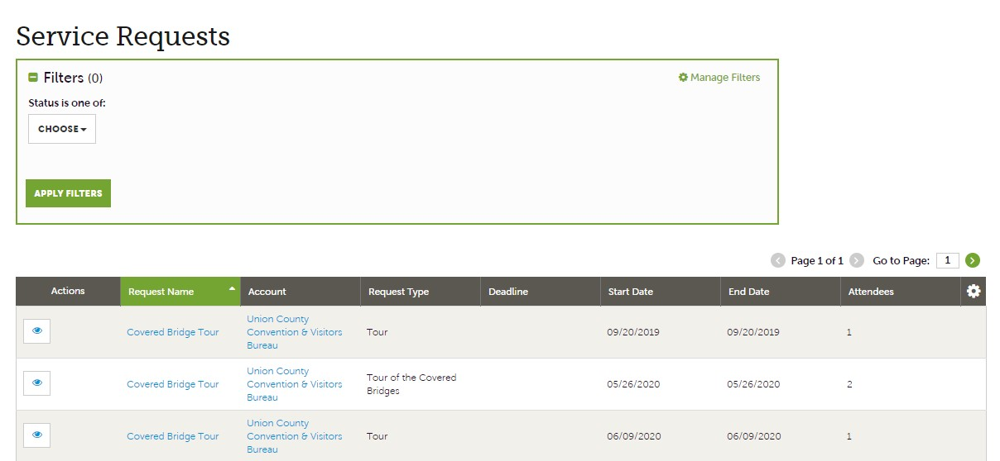 Service Requests
Filters (0)
Manage Filters
Status is one of:
CHOOSE
APPLY FILTERS
Page 1 of 1 Go to Page: 1
Actions Request Name Account Request Type Deadline Start Date End Date Attendees
Covered Bridge Tour Union County Convention & Visitors Bureau Tour 09/20/2019 09/20/2019 1
Covered Bridge Tour Union County Convention & Visitors Bureau Tour of the Covered Bridges 05/26/2020 05/26/2020 2
Covered Bridge Tour Union County Convention & Visitors Bureau Tour 06/09/2020 06/09/2020 1